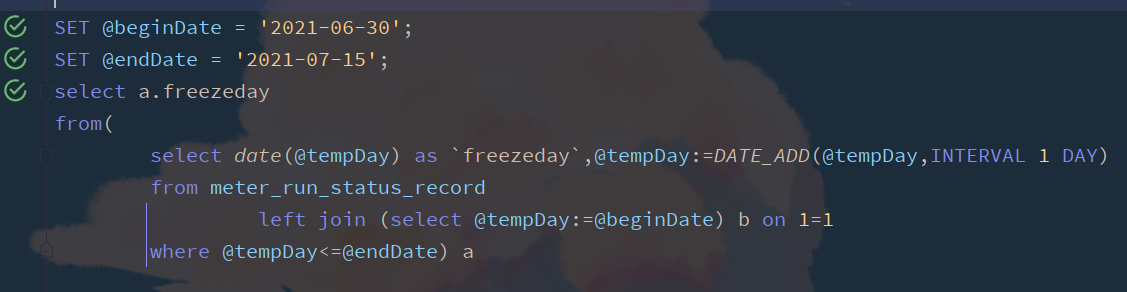 SET @beginDate = '2021-06-30';
SET @endDate = '2021-07-15';
select a.freezeday
from(
select date(@tempDay) as `freezeday`,@tempDay:=DATE_ADD(@tempDay,INTERVAL 1 DAY)
from meter_run_status_record
left join (select @tempDay:=@beginDate) b on 1=1
where @tempDay<=@endDate) a